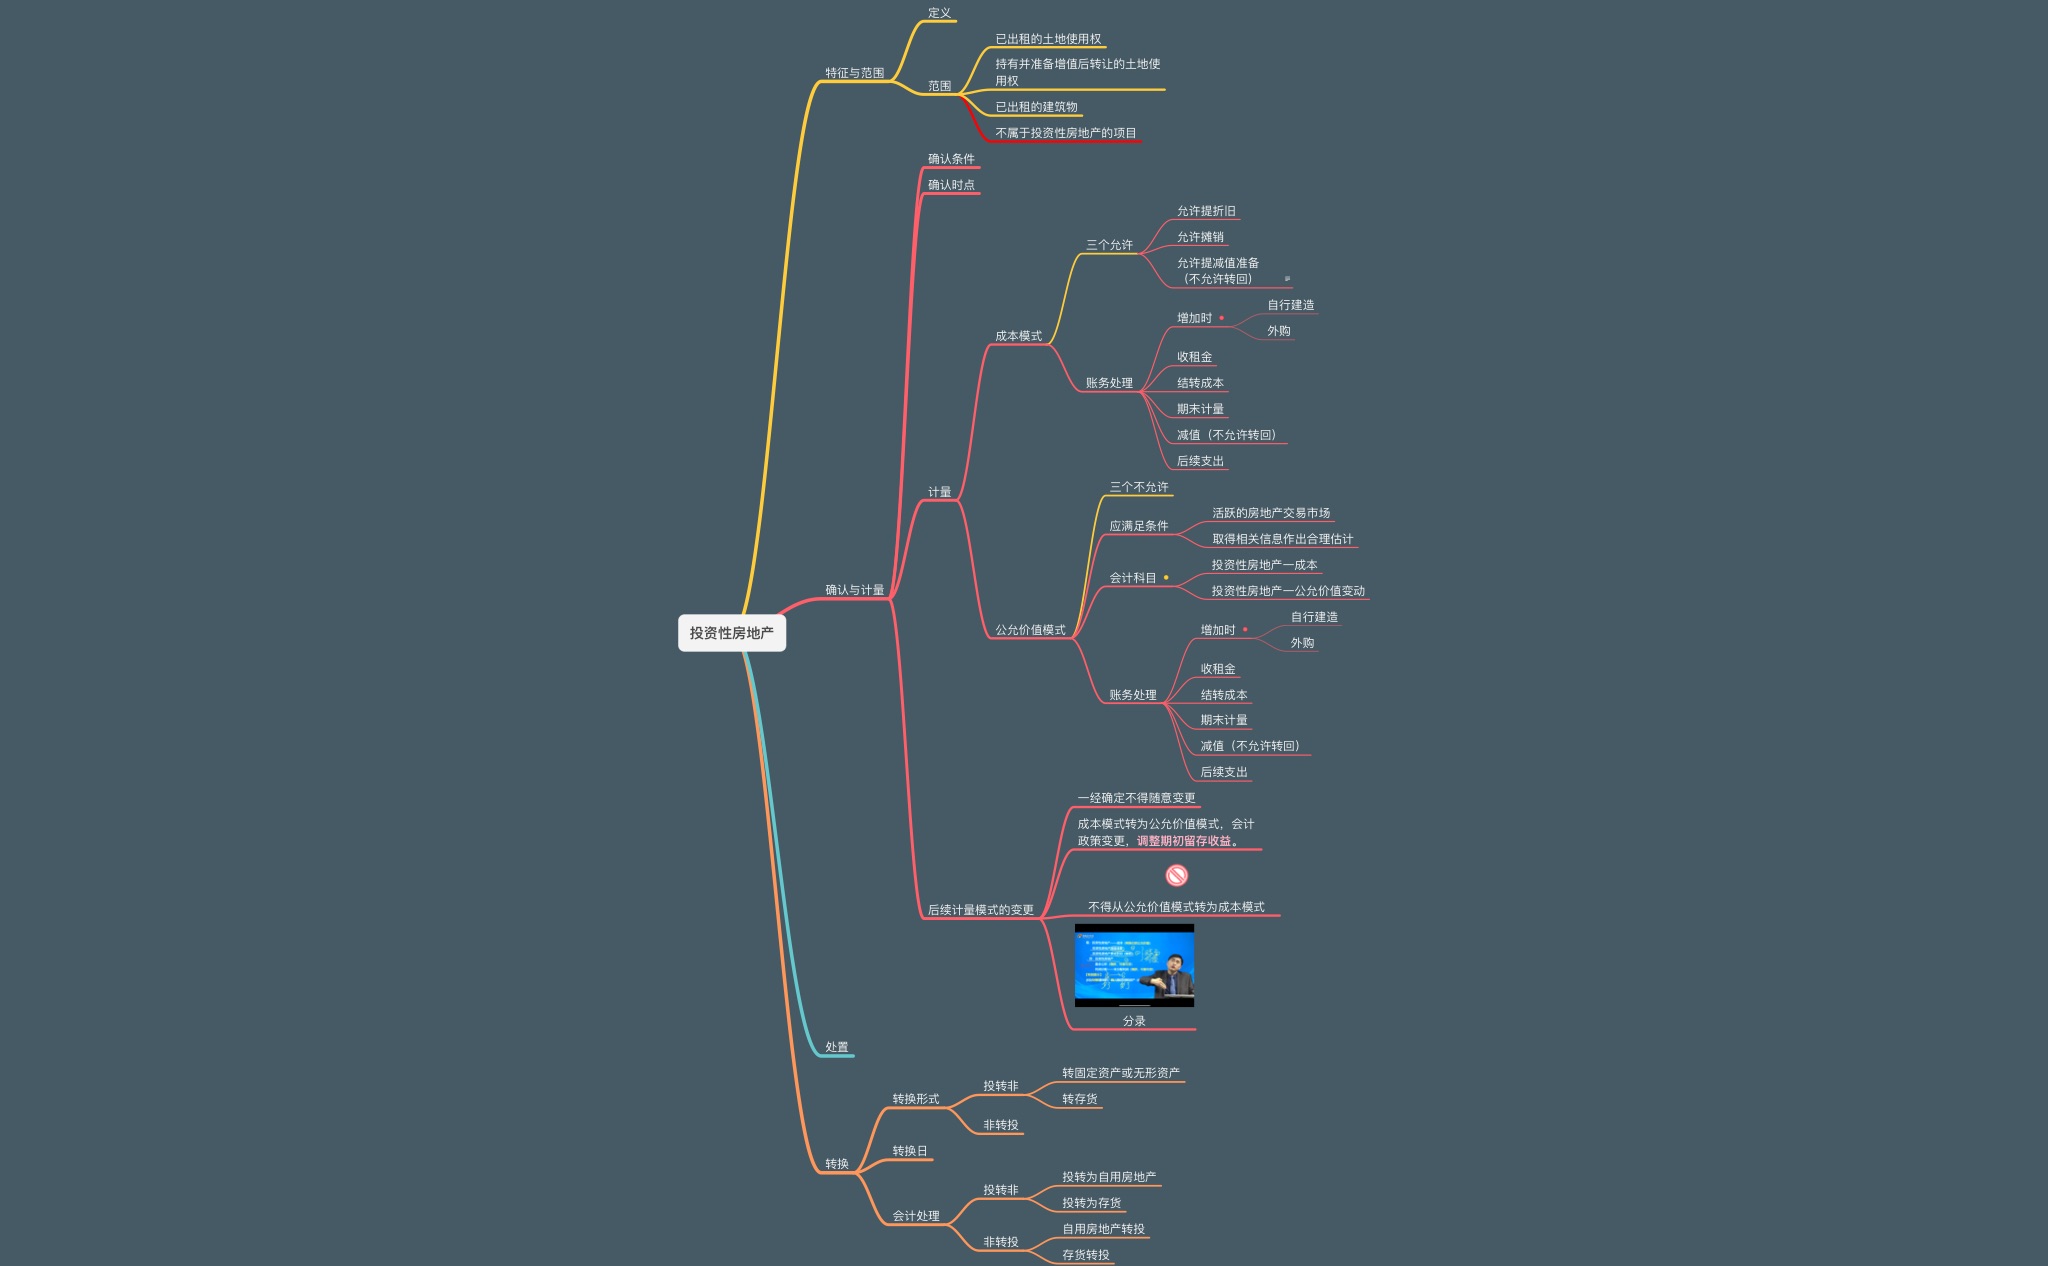 定义
已出租的土地使用权
持有并准备增值后转让的土地使
用权
特征与范围
范围
已出租的建筑物
不属于投资性房地产的项目
确认条件
确认时点
允许提折旧
允许摊销
三个允许
允许提减值准备
（不允许转回）
自行建造
增加时
外购
成本模式
收租金
账务处理
结转成本
期末计量
减值（不允许转回）
后续支出
计量
三个不允许
活跃的房地产交易市场
应满足条件
取得相关信息作出合理估计
投资性房地产一成本
会计科目
投资性房地产一公允价值变动
确认与计量
自行建造
公允价值模式
增加时
外购
投资性房地产
收租金
账务处理
结转成本
期末计量
减值（不允许转回）
后续支出
一经确定不得随意变更
成本模式转为公允价值模式，会计
政策变更，调整期初留存收益。
不得从公允价值模式转为成本模式
后续计量模式的变更
分录
处置
转固定资产或无形资产
投转非
转换形式
转存货
非转投
转换日
转换
投转为自用房地产
投转非
投转为存货
会计处理
自用房地产转投
非转投
存货转投